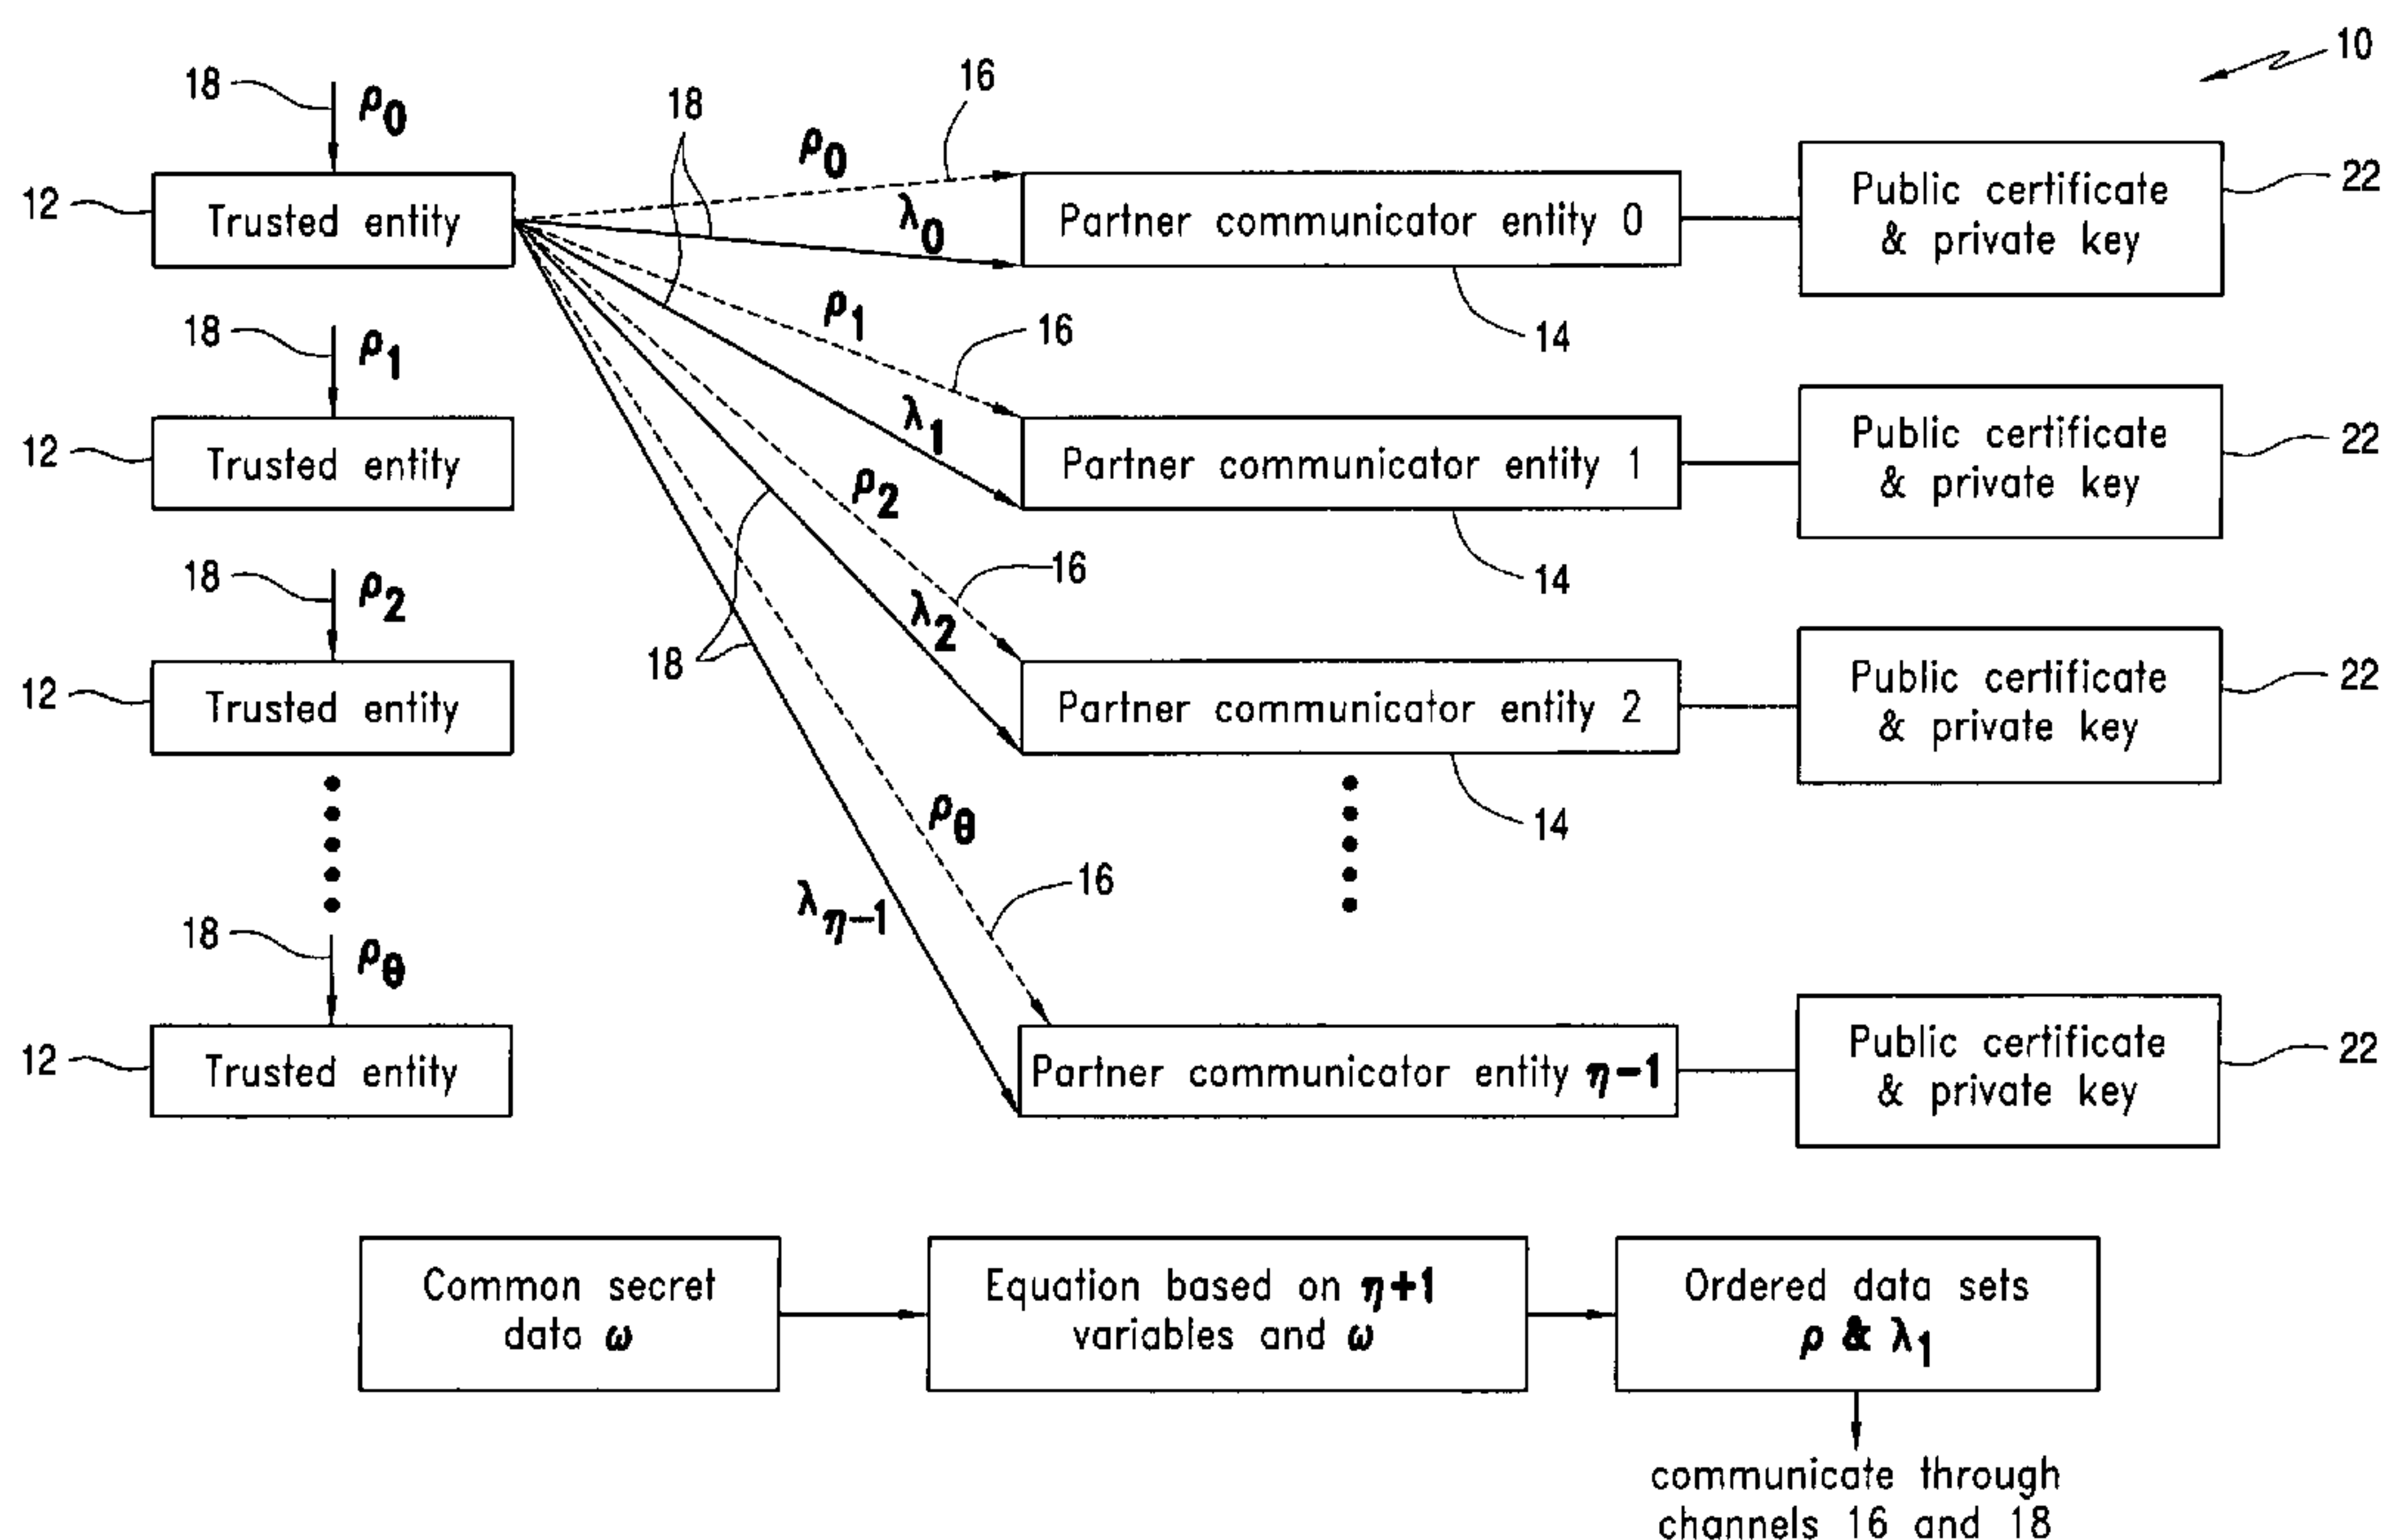 10
18
ρ0
18
16
ρ0
λ0
12
Trusted entity
Partner communicator entity 0
Public certificate
& private key
22
14
18
ρ1
ρ1
16
λ1
12
Trusted entity
Partner communicator entity 1
Public certificate
& private key
22
14
18
ρ2
ρ2
16
λ2
18
12
Trusted entity
Partner communicator entity 2
Public certificate
& private key
22
14
ρθ
16
λη-1
18
ρθ
12
Trusted entity
Partner communicator entity η-1
Public certificate
& private key
22
Common secret
data ω
Equation based on η+1
variables and ω
Ordered data sets
ρ & λ1
communicate through
channels 16 and 18